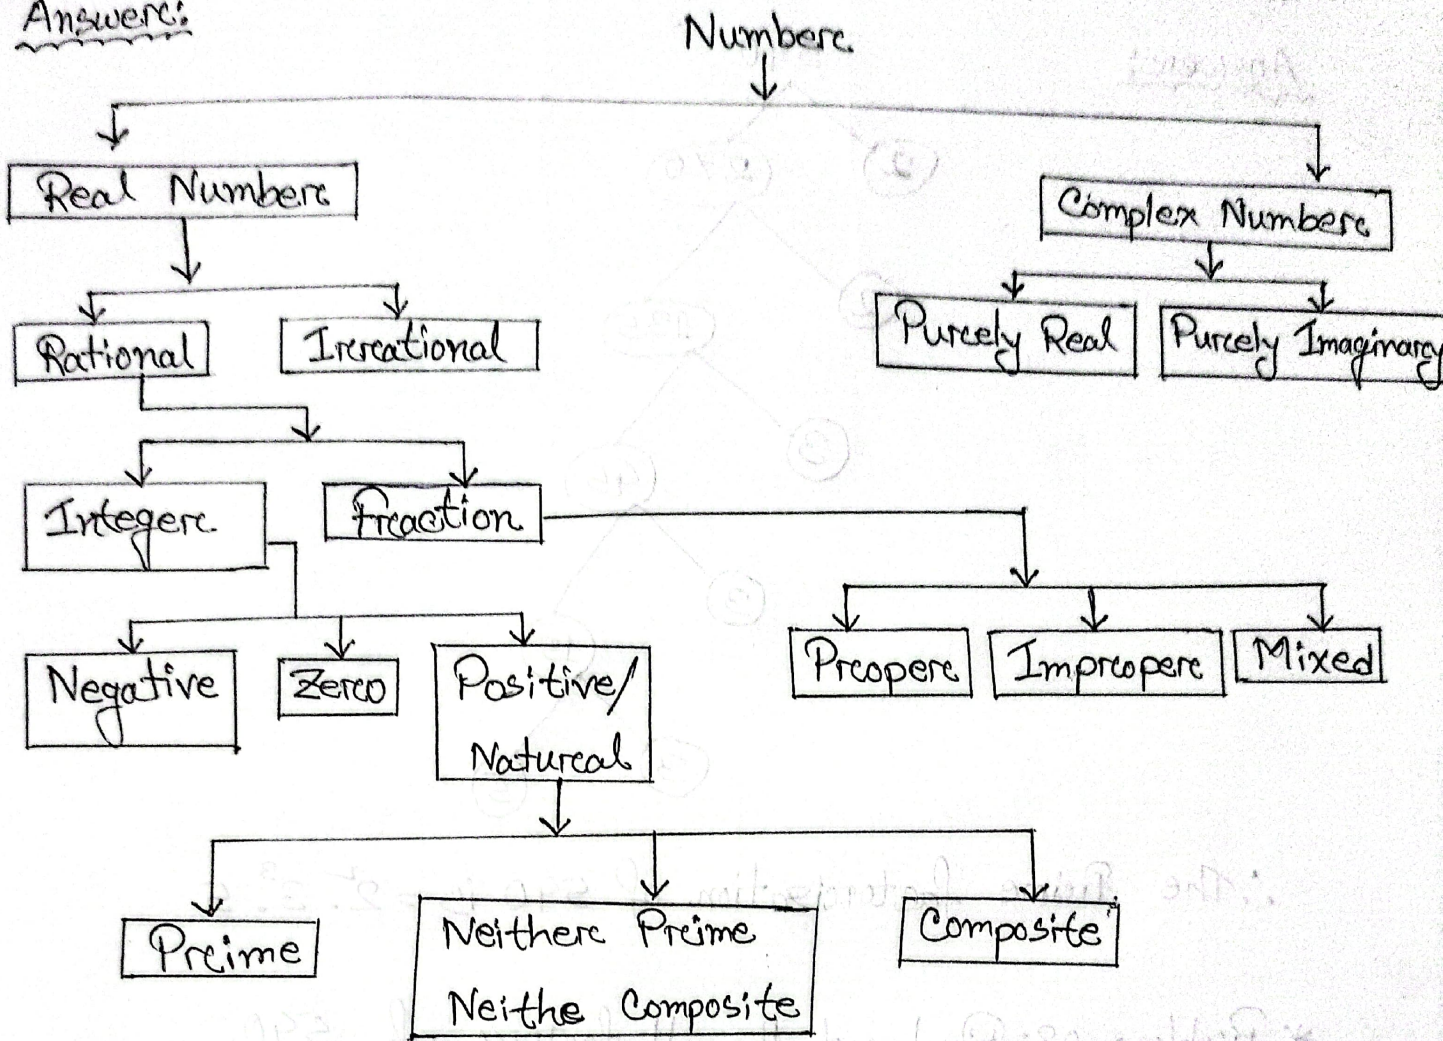 Answer:
Number
Real Number
Complex Number
Rational
Irrational
Purely Real
Purely Imaginary
Integer
Fraction
Negative
Zero
Positive/
Natural
Proper
Improper
Mixed
Prime
Neither Prime
Neithe Composite
Composite